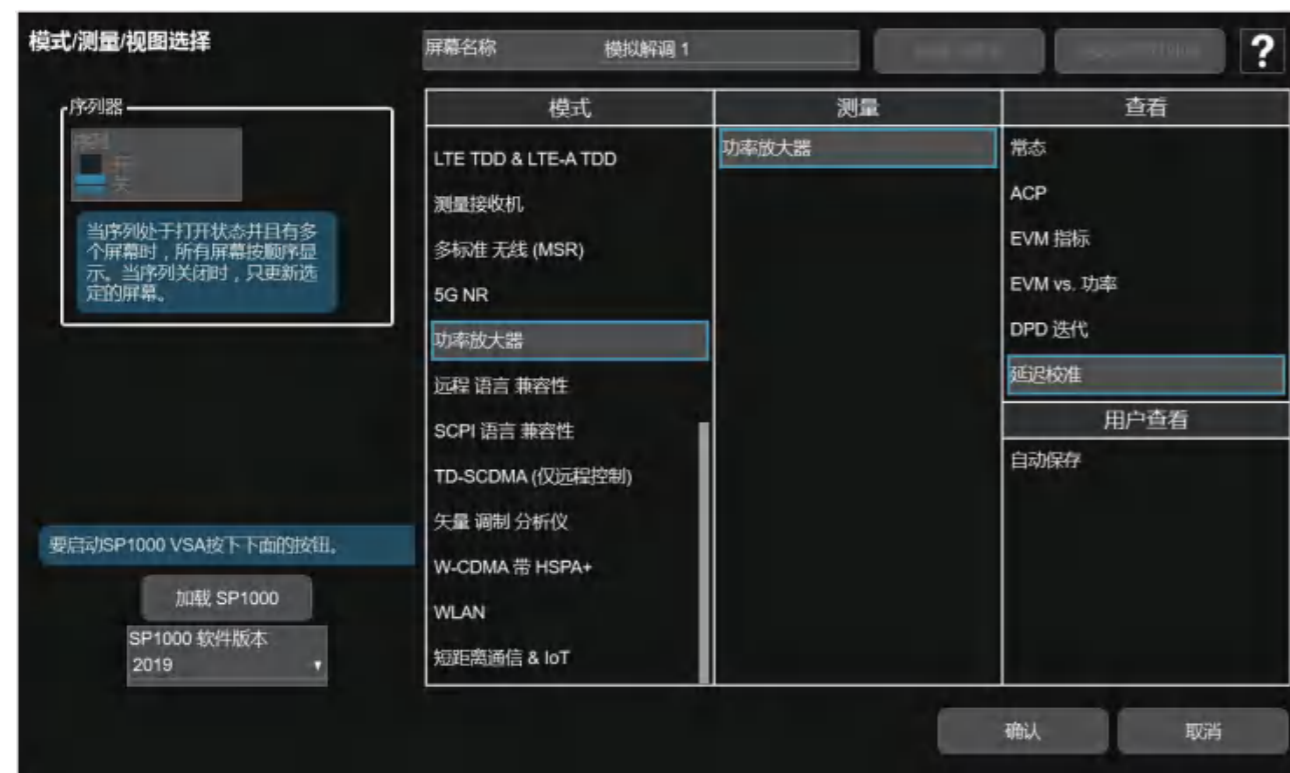 模式/测量/视图选择
屏幕名称 模拟解调 1
?
序列器
序列
开
关
当序列处于打开状态并且有多
个屏幕时，所有屏幕按顺序显
示。当序列关闭时，只更新选
定的屏幕。
要启动SP1000 VSA按下下面的按钮。
加载 SP1000
SP1000 软件版本
2019
模式
LTE TDD & LTE-A TDD
测量接收机
多标准 无线 (MSR)
5G NR
功率放大器
远程 语言 兼容性
SCPI 语言 兼容性
TD-SCDMA (仅远程控制)
矢量 调制 分析仪
W-CDMA 带 HSPA+
WLAN
短距离通信 & IoT
测量
功率放大器
查看
常态
ACP
EVM 指标
EVM vs. 功率
DPD 迭代
延迟校准
用户查看
自动保存
确认
取消